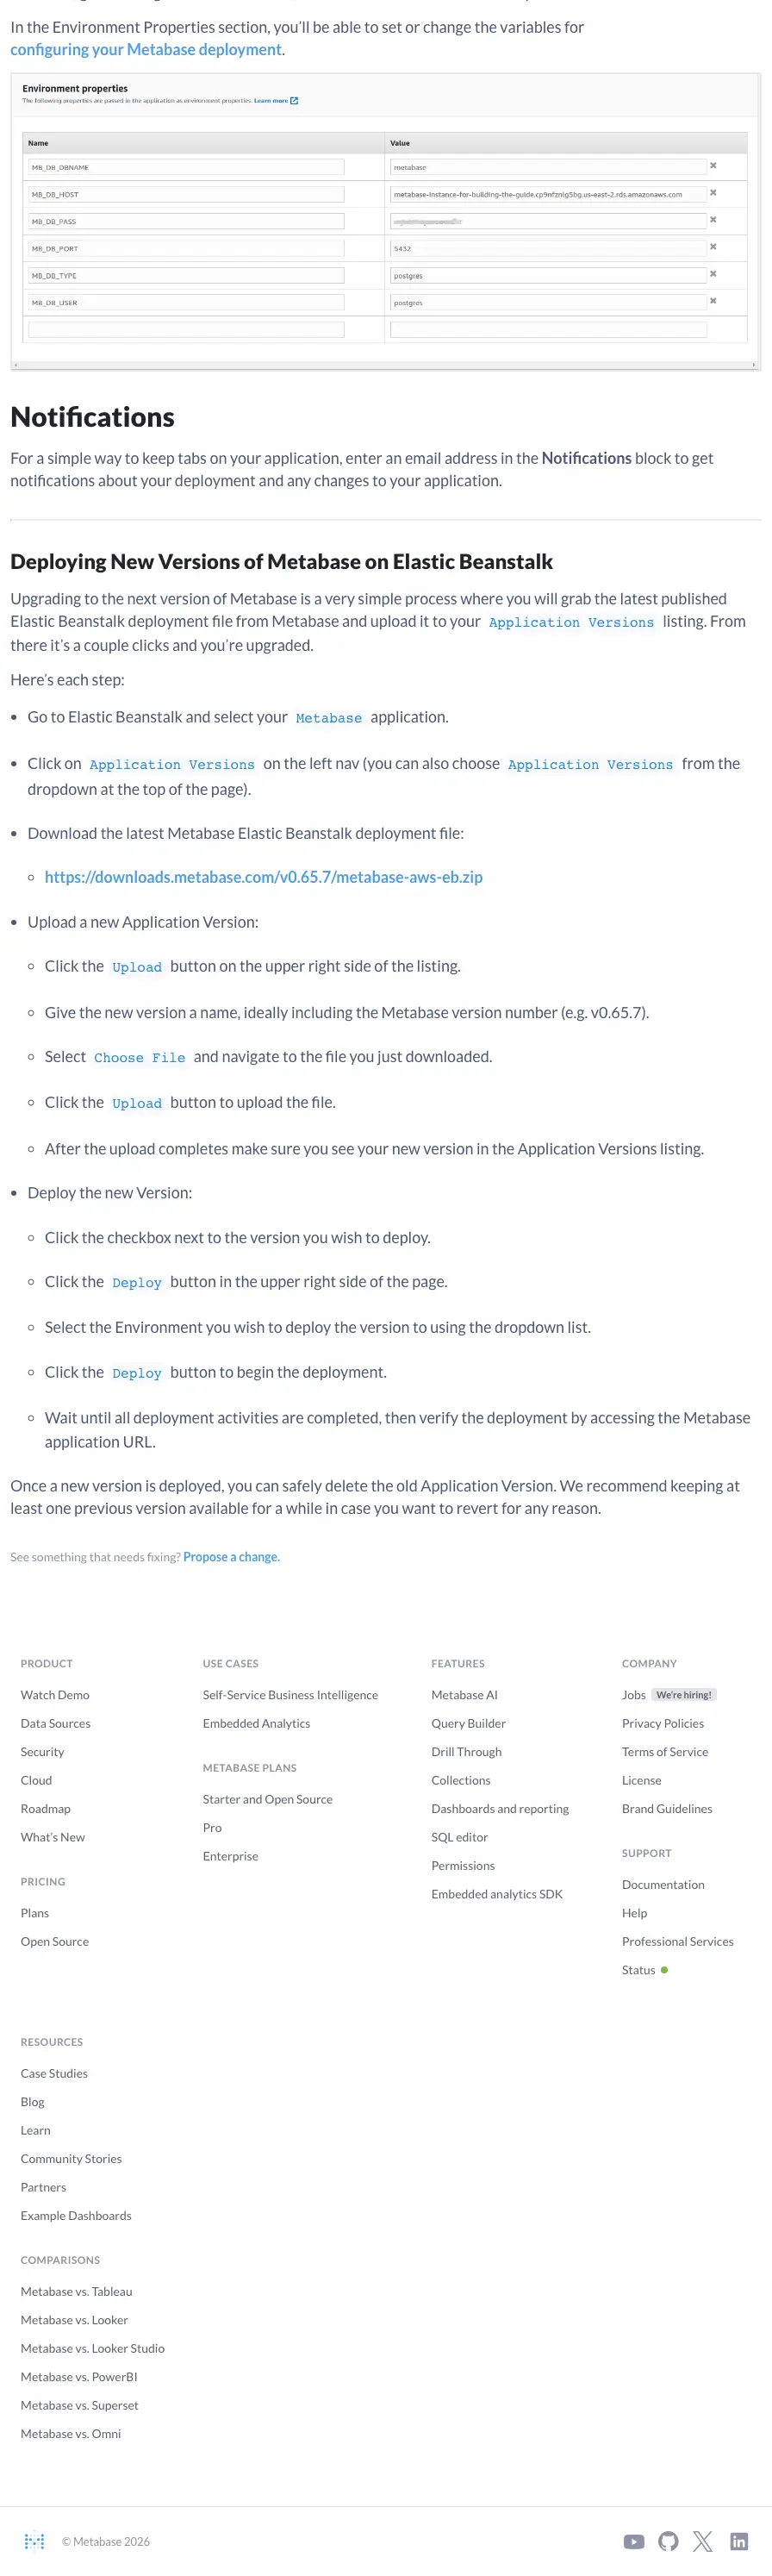 In the Environment Properties section, you'll be able to set or change the variables for
configuring your Metabase deployment.
Environment properties
The following properties are passed in the application as environment properties. Learn more
Name Value
MB_DB_DBNAME metabase
MB_DB_HOST metabase-instance-for-building-the-guide.cp9nfznig5bg.us-east-2.rds.amazonaws.com
MB_DB_PASS
MB_DB_PORT 5432
MB_DB_TYPE postgres
MB_DB_USER postgres
Notifications
For a simple way to keep tabs on your application, enter an email address in the Notifications block to get
notifications about your deployment and any changes to your application.
Deploying New Versions of Metabase on Elastic Beanstalk
Upgrading to the next version of Metabase is a very simple process where you will grab the latest published
Elastic Beanstalk deployment file from Metabase and upload it to your Application Versions listing. From
there it's a couple clicks and you're upgraded.
Here's each step:
• Go to Elastic Beanstalk and select your Metabase application.
• Click on Application Versions on the left nav (you can also choose Application Versions from the
dropdown at the top of the page).
• Download the latest Metabase Elastic Beanstalk deployment file:
◦ https://downloads.metabase.com/v0.65.7/metabase-aws-eb.zip
• Upload a new Application Version:
◦ Click the Upload button on the upper right side of the listing.
◦ Give the new version a name, ideally including the Metabase version number (e.g. v0.65.7).
◦ Select Choose File and navigate to the file you just downloaded.
◦ Click the Upload button to upload the file.
◦ After the upload completes make sure you see your new version in the Application Versions listing.
• Deploy the new Version:
◦ Click the checkbox next to the version you wish to deploy.
◦ Click the Deploy button in the upper right side of the page.
◦ Select the Environment you wish to deploy the version to using the dropdown list.
◦ Click the Deploy button to begin the deployment.
◦ Wait until all deployment activities are completed, then verify the deployment by accessing the Metabase
application URL.
Once a new version is deployed, you can safely delete the old Application Version. We recommend keeping at
least one previous version available for a while in case you want to revert for any reason.
See something that needs fixing? Propose a change.
PRODUCT
Watch Demo
Data Sources
Security
Cloud
Roadmap
What's New
PRICING
Plans
Open Source
USE CASES
Self-Service Business Intelligence
Embedded Analytics
METABASE PLANS
Starter and Open Source
Pro
Enterprise
FEATURES
Metabase AI
Query Builder
Drill Through
Collections
Dashboards and reporting
SQL editor
Permissions
Embedded analytics SDK
COMPANY
Jobs We're hiring!
Privacy Policies
Terms of Service
License
Brand Guidelines
SUPPORT
Documentation
Help
Professional Services
Status
RESOURCES
Case Studies
Blog
Learn
Community Stories
Partners
Example Dashboards
COMPARISONS
Metabase vs. Tableau
Metabase vs. Looker
Metabase vs. Looker Studio
Metabase vs. PowerBI
Metabase vs. Superset
Metabase vs. Omni
© Metabase 2026